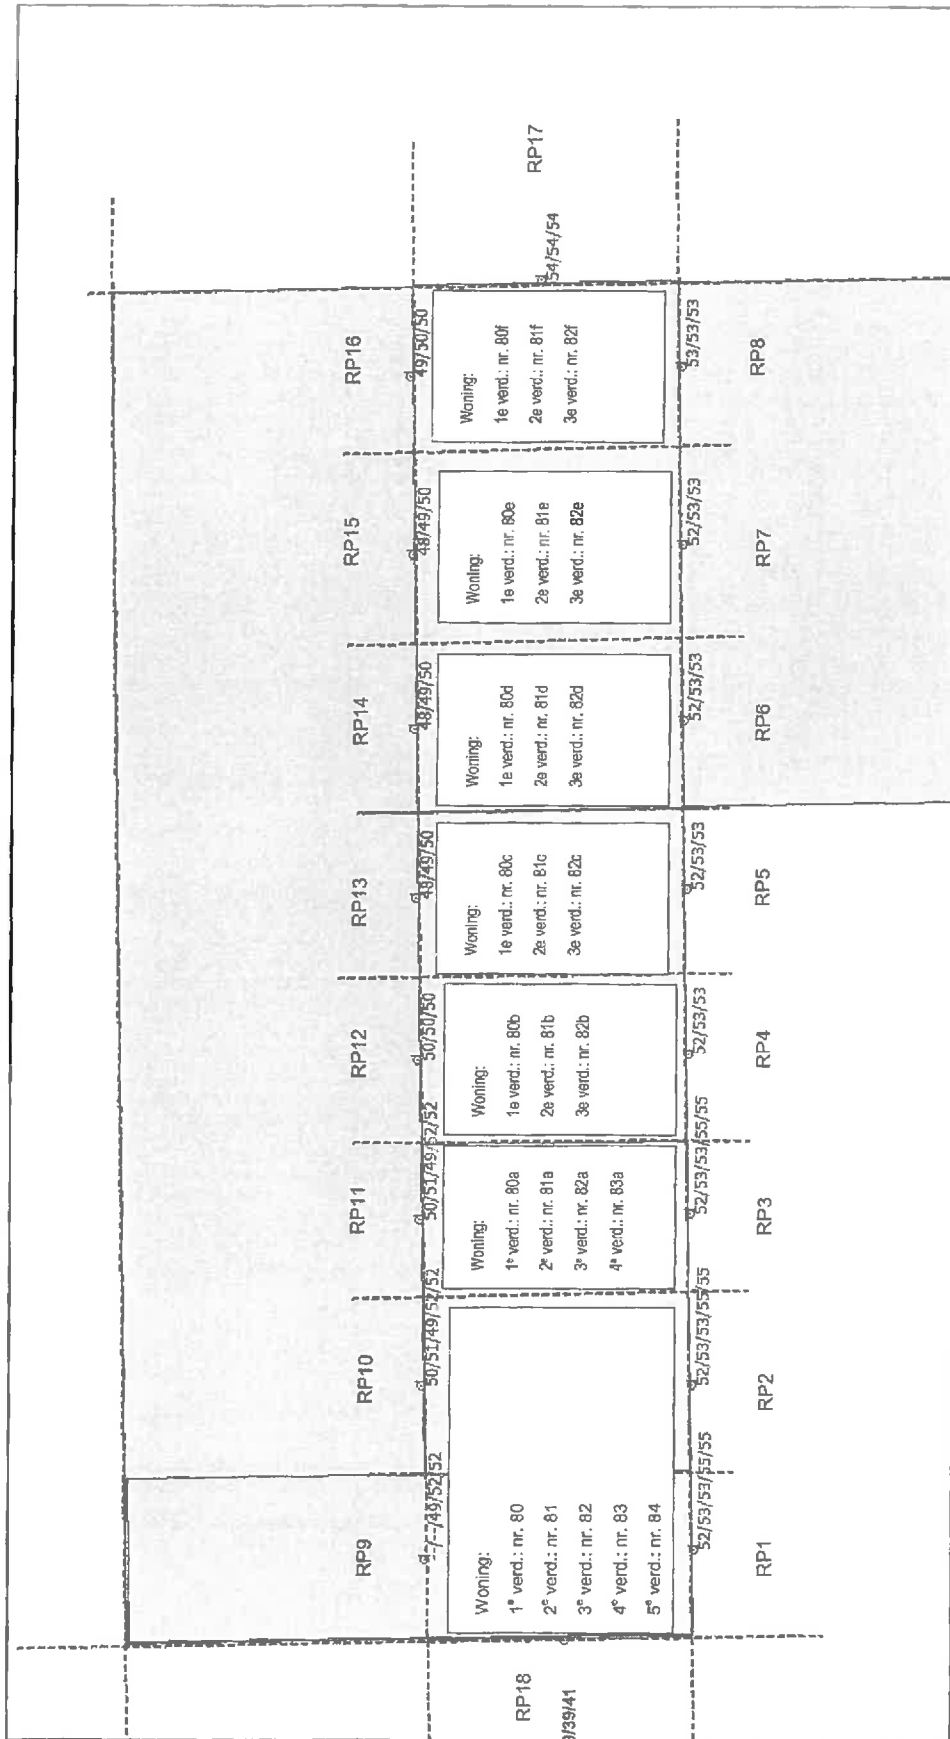 RP9
RP10
RP11
RP12
RP13
RP14
RP15
RP16
--/--/49/52/52
50/51/49/52/52
50/51/49/52/52
50/50/50
48/49/50
48/49/50
48/49/50
49/50/50
Woning:
1e verd.: nr. 80
2e verd.: nr. 81
3e verd.: nr. 82
4e verd.: nr. 83
5e verd.: nr. 84
Woning:
1e verd.: nr. 80a
2e verd.: nr. 81a
3e verd.: nr. 82a
4e verd.: nr. 83a
Woning:
1e verd.: nr. 80b
2e verd.: nr. 81b
3e verd.: nr. 82b
Woning:
1e verd.: nr. 80c
2e verd.: nr. 81c
3e verd.: nr. 82c
Woning:
1e verd.: nr. 80d
2e verd.: nr. 81d
3e verd.: nr. 82d
Woning:
1e verd.: nr. 80e
2e verd.: nr. 81e
3e verd.: nr. 82e
Woning:
1e verd.: nr. 80f
2e verd.: nr. 81f
3e verd.: nr. 82f
RP18
/39/41
RP17
54/54/54
52/53/53/55/55
52/53/53/55/55
52/53/53/55/55
52/53/53
52/53/53
52/53/53
52/53/53
53/53/53
RP1
RP2
RP3
RP4
RP5
RP6
RP7
RP8